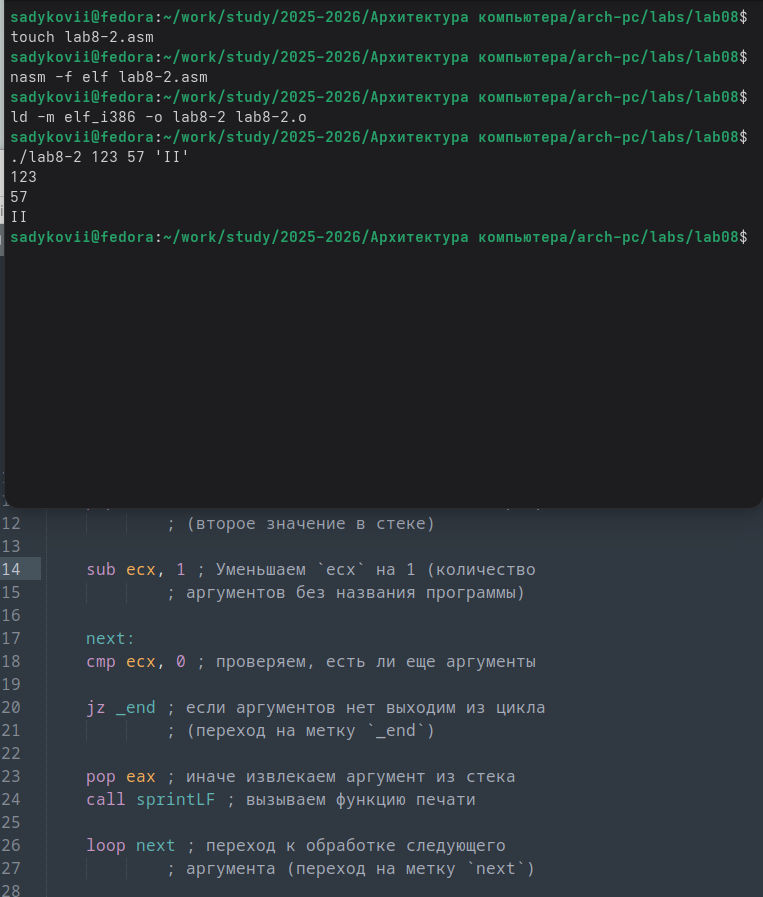 sadykovii@fedora:~/work/study/2025-2026/Архитектура компьютера/arch-pc/labs/lab08$
touch lab8-2.asm
sadykovii@fedora:~/work/study/2025-2026/Архитектура компьютера/arch-pc/labs/lab08$
nasm -f elf lab8-2.asm
sadykovii@fedora:~/work/study/2025-2026/Архитектура компьютера/arch-pc/labs/lab08$
ld -m elf_i386 -o lab8-2 lab8-2.o
sadykovii@fedora:~/work/study/2025-2026/Архитектура компьютера/arch-pc/labs/lab08$
./lab8-2 123 57 'II'
123
57
II
sadykovii@fedora:~/work/study/2025-2026/Архитектура компьютера/arch-pc/labs/lab08$
12 ; (второе значение в стеке)
13
14 sub ecx, 1 ; Уменьшаем `ecx` на 1 (количество
15 ; аргументов без названия программы)
16
17 next:
18 cmp ecx, 0 ; проверяем, есть ли еще аргументы
19
20 jz _end ; если аргументов нет выходим из цикла
21 ; (переход на метку `_end`)
22
23 pop eax ; иначе извлекаем аргумент из стека
24 call sprintLF ; вызываем функцию печати
25
26 loop next ; переход к обработке следующего
27 ; аргумента (переход на метку `next`)
28